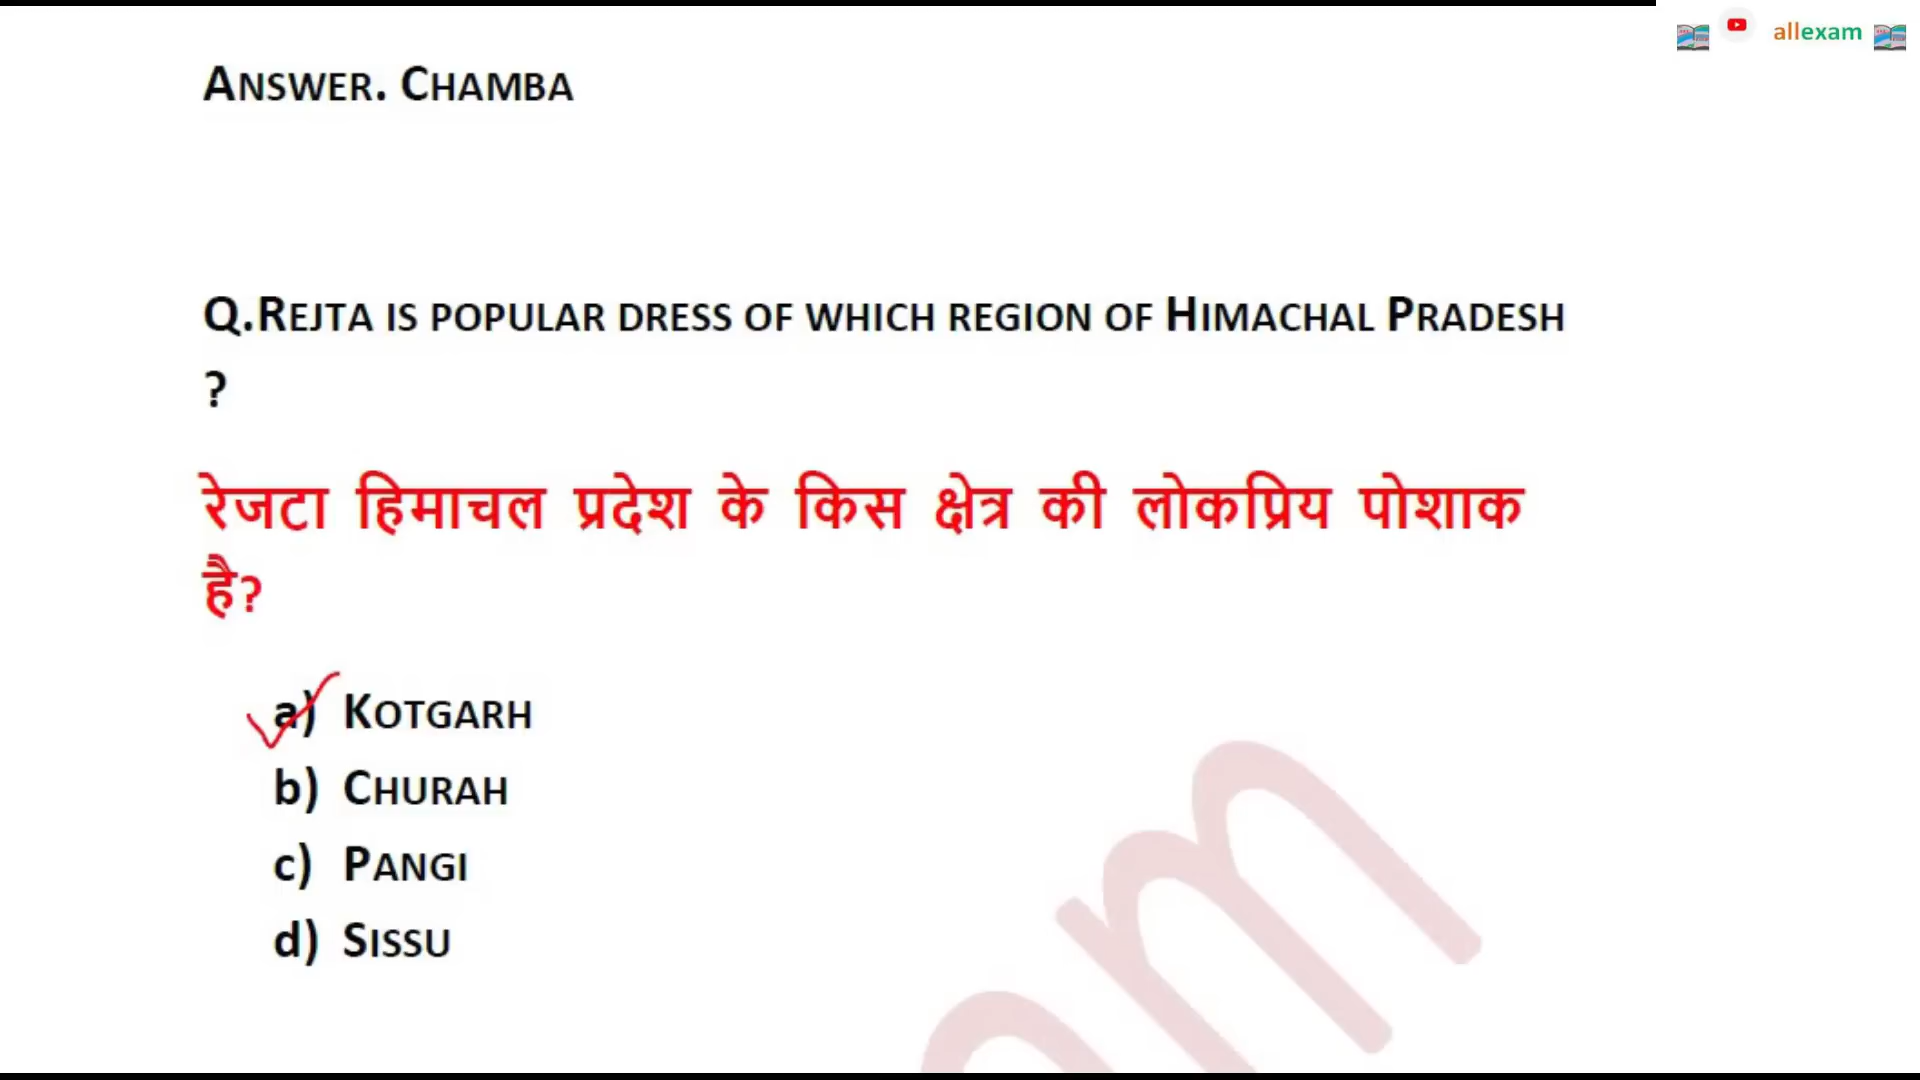 allexam
ANSWER. CHAMBA
Q.REJTA IS POPULAR DRESS OF WHICH REGION OF HIMACHAL PRADESH
?
रेजटा हिमाचल प्रदेश के किस क्षेत्र की लोकप्रिय पोशाक
है?
a) KOTGARH
b) CHURAH
c) PANGI
d) SISSU